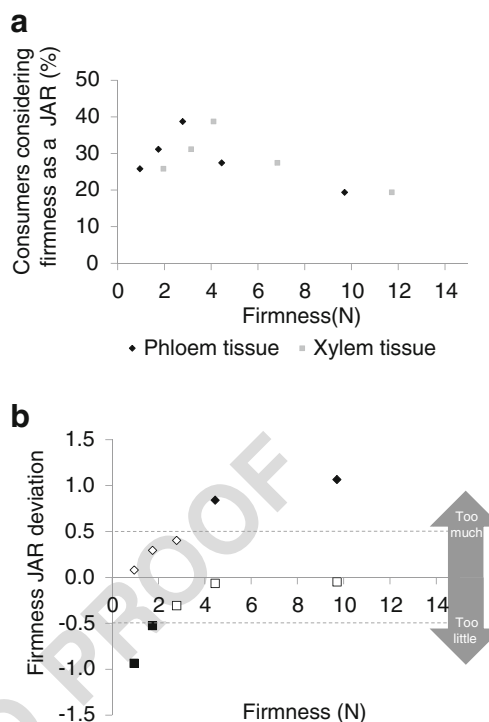 a
Consumers considering
firmness as a JAR (%)
50
40
30
20
10
0
0 2 4 6 8 10 12 14
Firmness(N)
Phloem tissue Xylem tissue
b
Firmness JAR deviation
1.5
1.0
0.5
0.0
-0.5
-1.0
-1.5
0 2 4 6 8 10 12 14
Too
much
Too
little
Firmness (N)
D PROOF